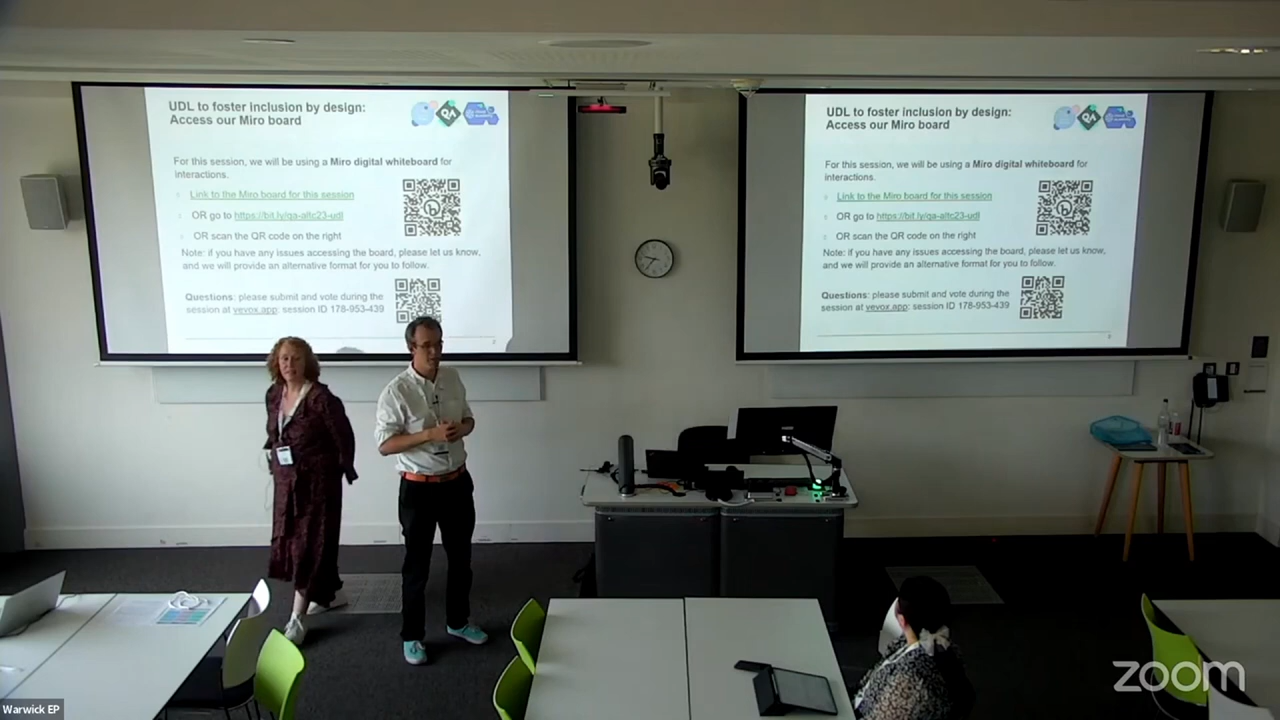 UDL to foster inclusion by design:
Access our Miro board
QA
For this session, we will be using a Miro digital whiteboard for
interactions.
Link to the Miro board for this session
OR go to https://bit.ly/qa-altc23-udl
OR scan the QR code on the right
Note: if you have any issues accessing the board, please let us know,
and we will provide an alternative format for you to follow.
Questions: please submit and vote during the
session at vevox.app: session ID 178-953-439
UDL to foster inclusion by design:
Access our Miro board
QA
For this session, we will be using a Miro digital whiteboard for
interactions.
Link to the Miro board for this session
OR go to https://bit.ly/qa-altc23-udl
OR scan the QR code on the right
Note: if you have any issues accessing the board, please let us know,
and we will provide an alternative format for you to follow.
Questions: please submit and vote during the
session at vevox.app: session ID 178-953-439
zoom
Warwick EP